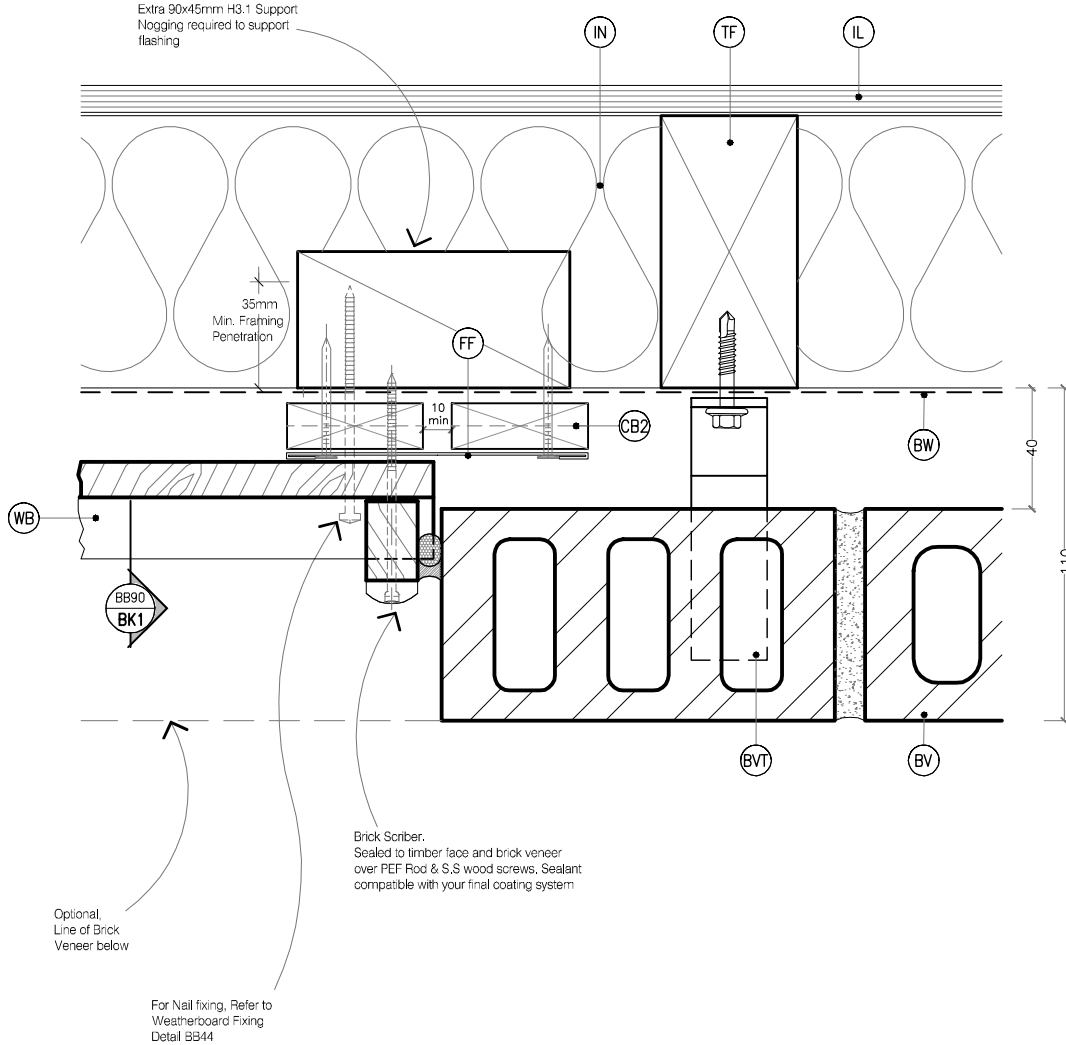 Extra 90x45mm H3.1 Support
Nogging required to support
flashing
IN
TF
IL
35mm
Min. Framing
Penetration
FF
10
min
CB2
BW
40
110
WB
BB90
BK1
BVT
BV
Brick Scriber.
Sealed to timber face and brick veneer
over PEF Rod & S.S wood screws. Sealant
compatible with your final coating system
Optional,
Line of Brick
Veneer below
For Nail fixing, Refer to
Weatherboard Fixing
Detail BB44